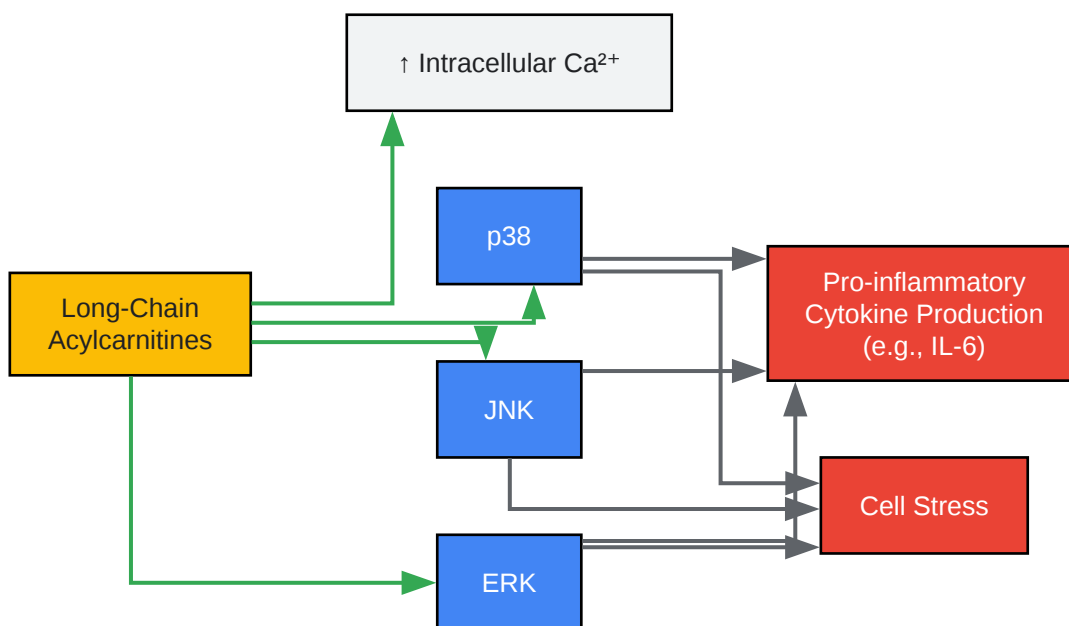 ↑ Intracellular Ca²⁺
p38
Long-Chain
Acylcarnitines
Pro-inflammatory
Cytokine Production
(e.g., IL-6)
JNK
Cell Stress
ERK